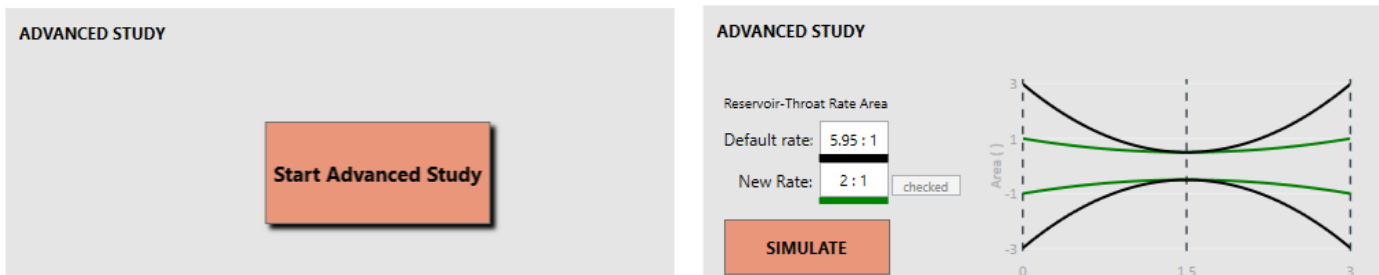 ADVANCED STUDY
Start Advanced Study
ADVANCED STUDY
Reservoir-Throat Rate Area
Default rate: 5.95 : 1
New Rate: 2 : 1 checked
SIMULATE
Area ( )
3
1
-1
-3
0 1.5 3